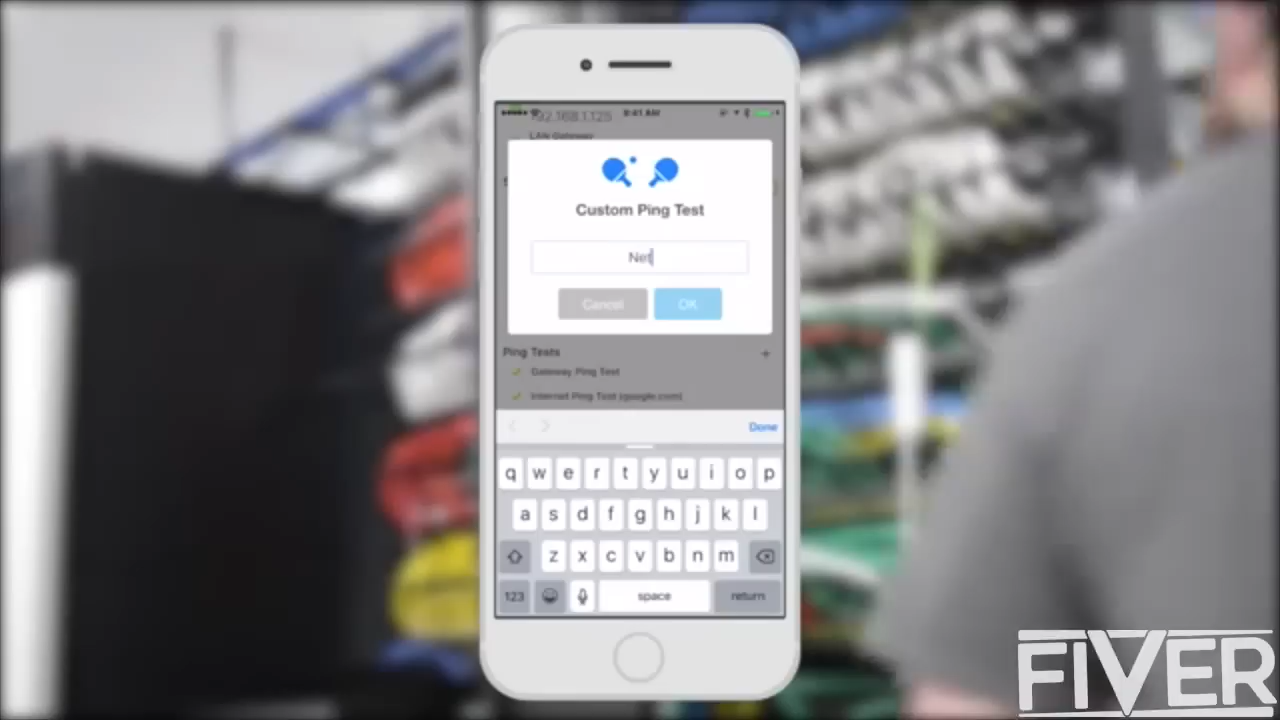 92.168.1.125 9:41 AM
LAN Gateway
Custom Ping Test
Net
Cancel OK
Ping Tests +
Gateway Ping Test
Internet Ping Test (google.com)
Done
q w e r t y u i o p
a s d f g h j k l
z x c v b n m
123 space return
FIVER